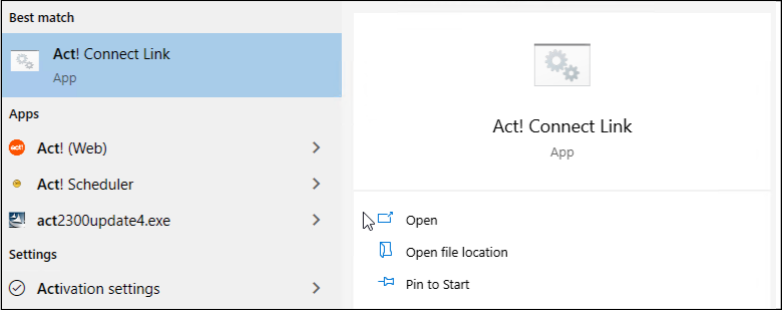 Best match
Act! Connect Link
App
Apps
Act! (Web)
Act! Scheduler
act2300update4.exe
Settings
Activation settings
Act! Connect Link
App
Open
Open file location
Pin to Start